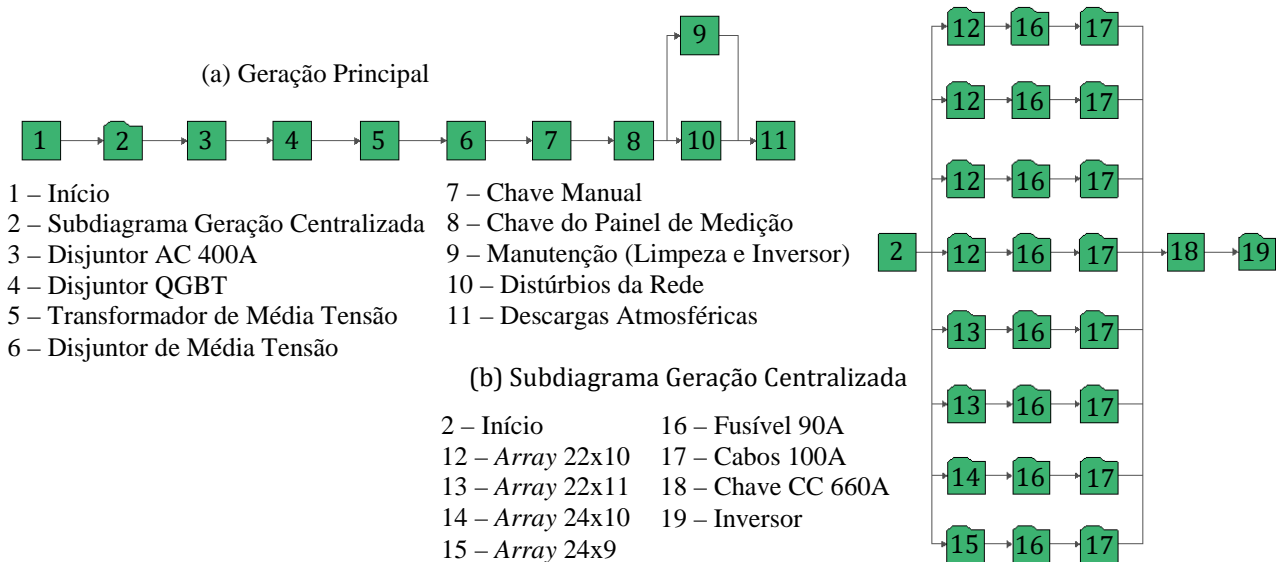 (a) Geração Principal
9
1 2 3 4 5 6 7 8 10 11
1 – Início
2 – Subdiagrama Geração Centralizada
3 – Disjuntor AC 400A
4 – Disjuntor QGBT
5 – Transformador de Média Tensão
6 – Disjuntor de Média Tensão
7 – Chave Manual
8 – Chave do Painel de Medição
9 – Manutenção (Limpeza e Inversor)
10 – Distúrbios da Rede
11 – Descargas Atmosféricas
(b) Subdiagrama Geração Centralizada
2 – Início
12 – Array 22x10
13 – Array 22x11
14 – Array 24x10
15 – Array 24x9
16 – Fusível 90A
17 – Cabos 100A
18 – Chave CC 660A
19 – Inversor
12 16 17
12 16 17
12 16 17
2 12 16 17 18 19
13 16 17
13 16 17
14 16 17
15 16 17